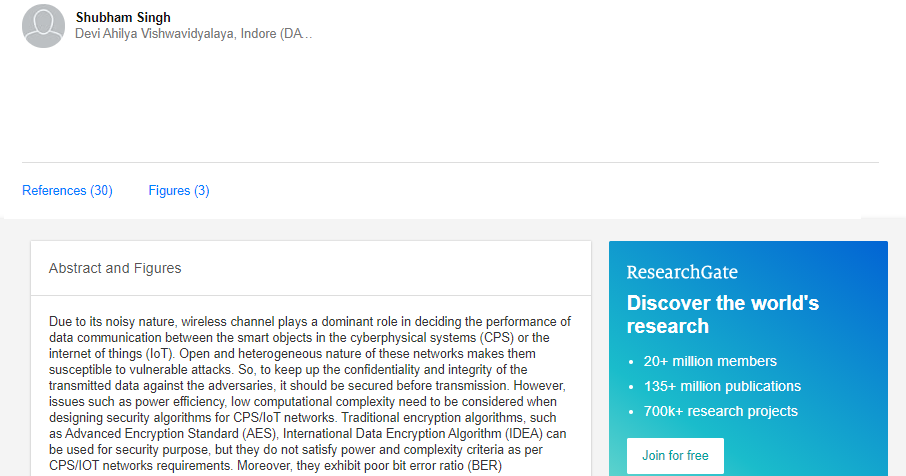 Shubham Singh
Devi Ahilya Vishwavidyalaya, Indore (DA...
References (30)
Figures (3)
Abstract and Figures
Due to its noisy nature, wireless channel plays a dominant role in deciding the performance of
data communication between the smart objects in the cyberphysical systems (CPS) or the
internet of things (IoT). Open and heterogeneous nature of these networks makes them
susceptible to vulnerable attacks. So, to keep up the confidentiality and integrity of the
transmitted data against the adversaries, it should be secured before transmission. However,
issues such as power efficiency, low computational complexity need to be considered when
designing security algorithms for CPS/IoT networks. Traditional encryption algorithms, such
as Advanced Encryption Standard (AES), International Data Encryption Algorithm (IDEA) can
be used for security purpose, but they do not satisfy power and complexity criteria as per
CPS/IOT networks requirements. Moreover, they exhibit poor bit error ratio (BER)
ResearchGate
Discover the world's
research
20+ million members
135+ million publications
700k+ research projects
Join for free